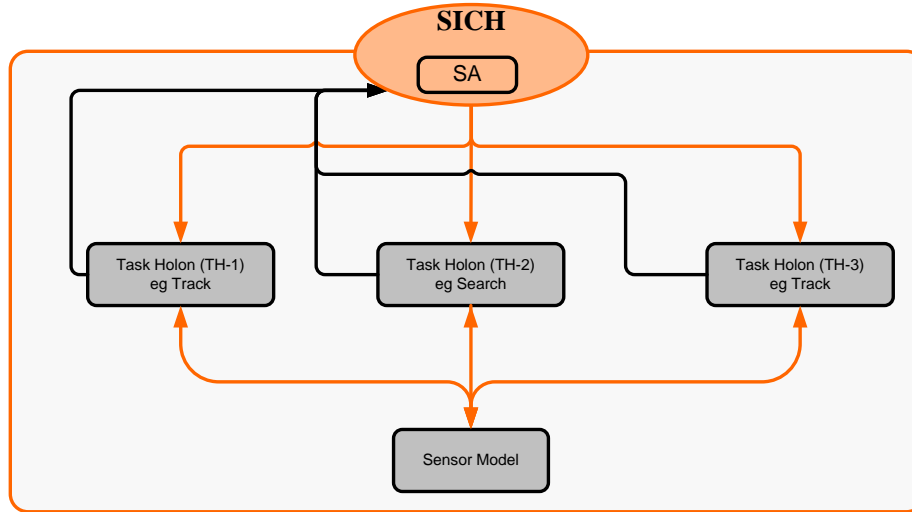 SICH
SA
Task Holon (TH-1)
eg Track
Task Holon (TH-2)
eg Search
Task Holon (TH-3)
eg Track
Sensor Model